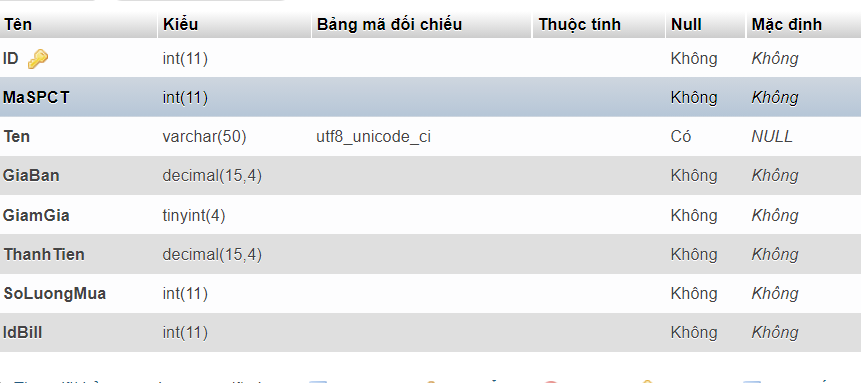 Tên Kiểu Bảng mã đối chiếu Thuộc tính Null Mặc định
ID int(11) Không Không
MaSPCT int(11) Không Không
Ten varchar(50) utf8_unicode_ci Có NULL
GiaBan decimal(15,4) Không Không
GiamGia tinyint(4) Không Không
ThanhTien decimal(15,4) Không Không
SoLuongMua int(11) Không Không
IdBill int(11) Không Không